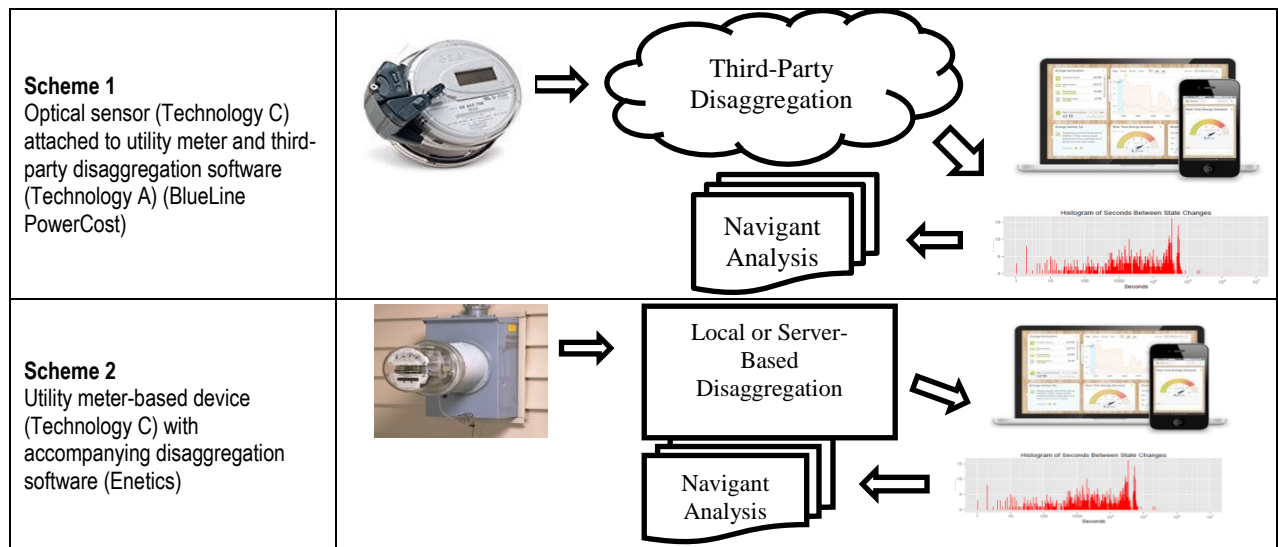 Scheme 1
Optical sensor (Technology C)
attached to utility meter and third-
party disaggregation software
(Technology A) (BlueLine
PowerCost)
Third-Party
Disaggregation
Histogram of Seconds Between State Changes
Seconds
Navigant
Analysis
Scheme 2
Utility meter-based device
(Technology C) with
accompanying disaggregation
software (Enetics)
Local or Server-
Based
Disaggregation
Histogram of Seconds Between State Changes
Seconds
Navigant
Analysis